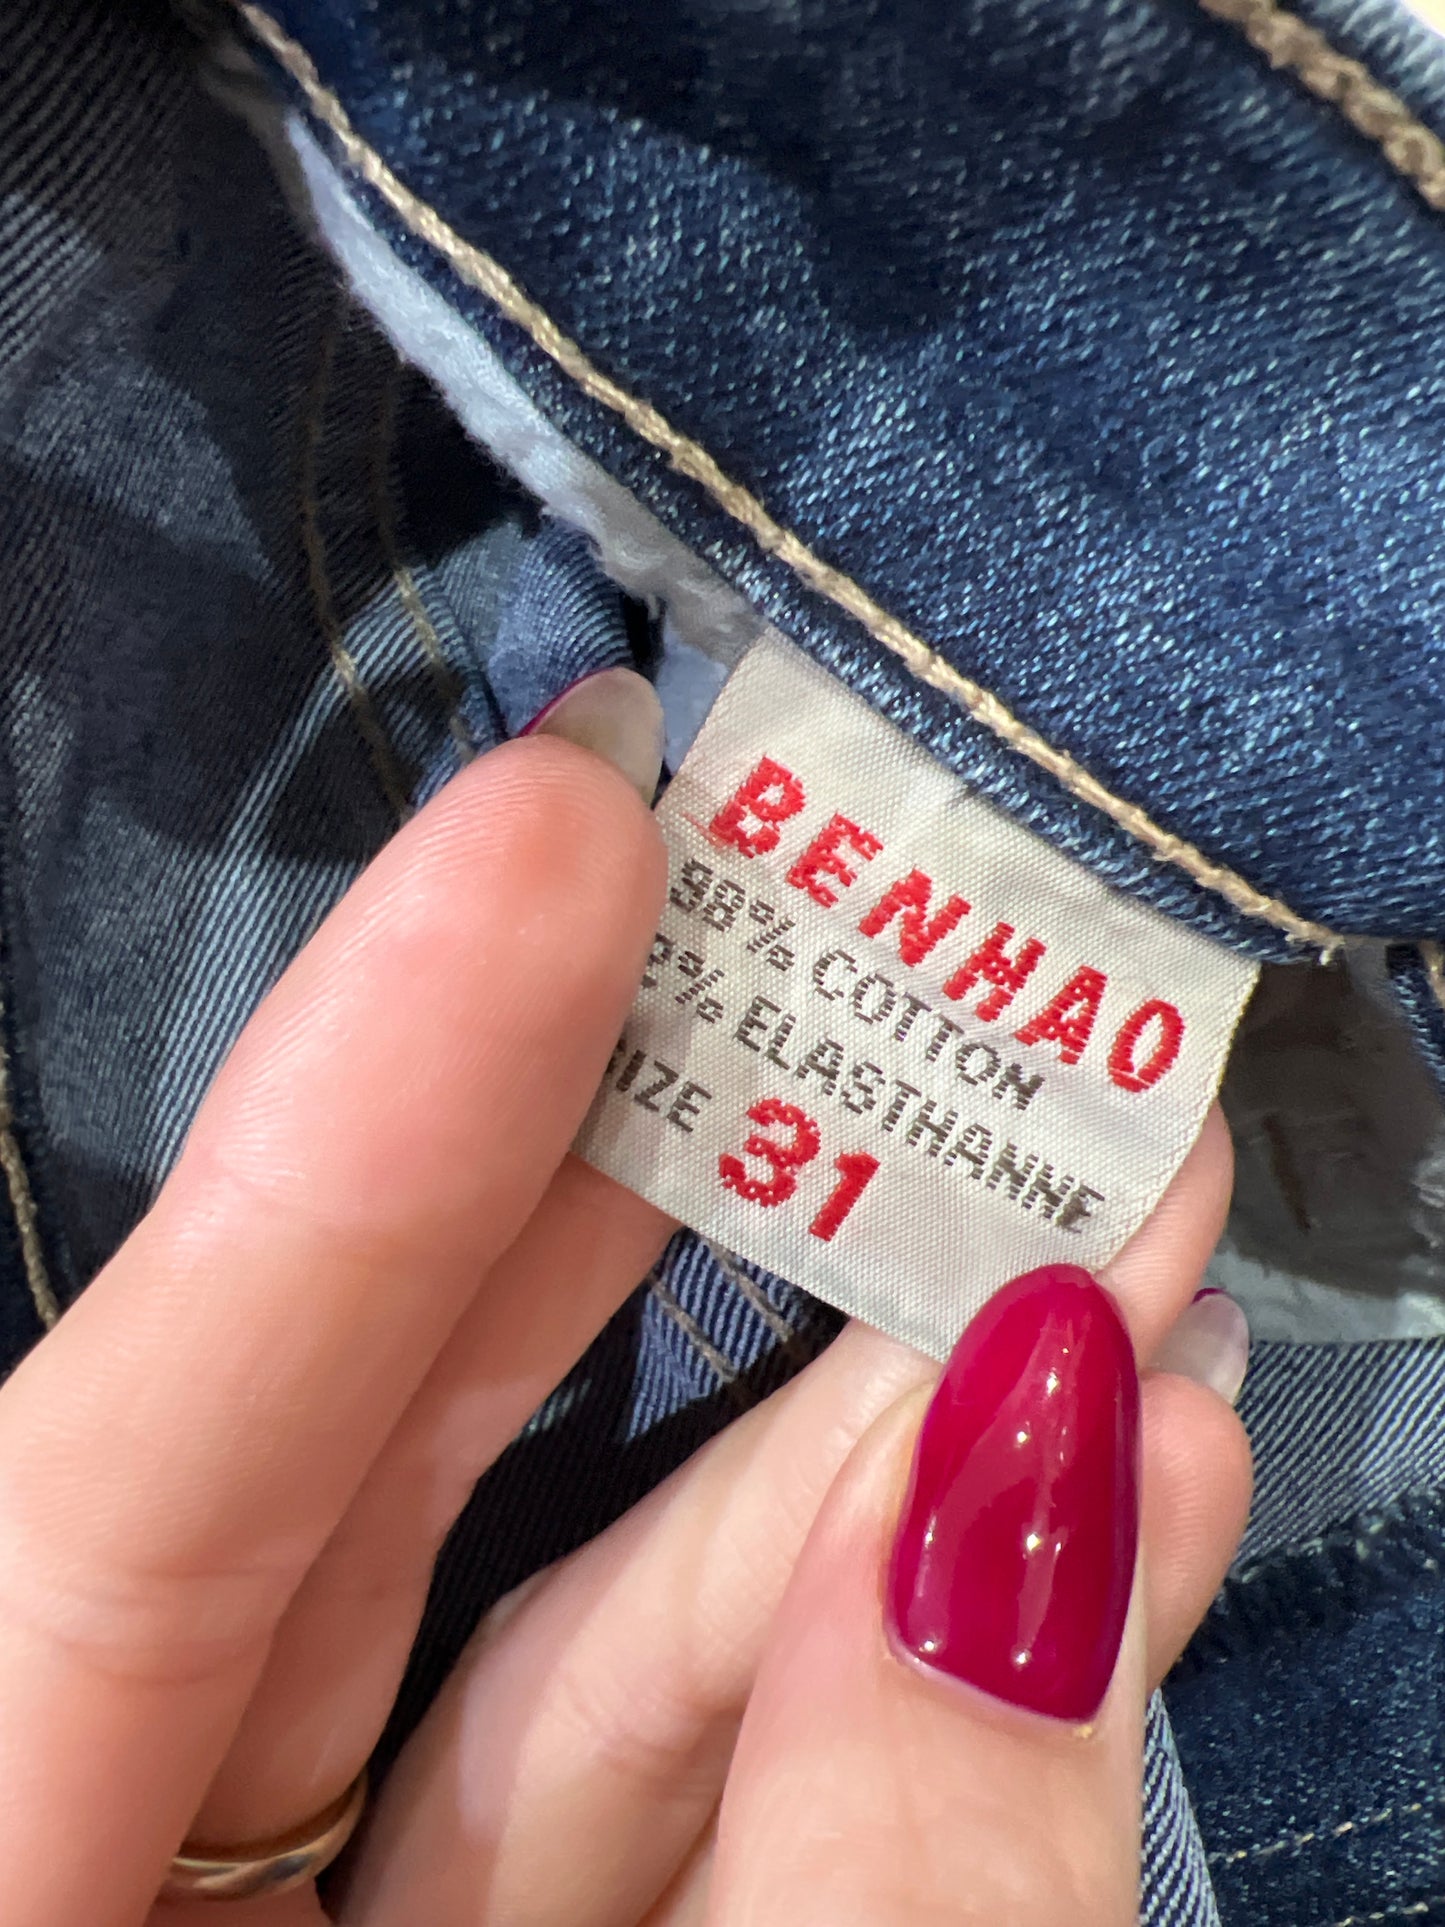 BENHAO
98% COTTON
2% ELASTHANNE
SIZE 31